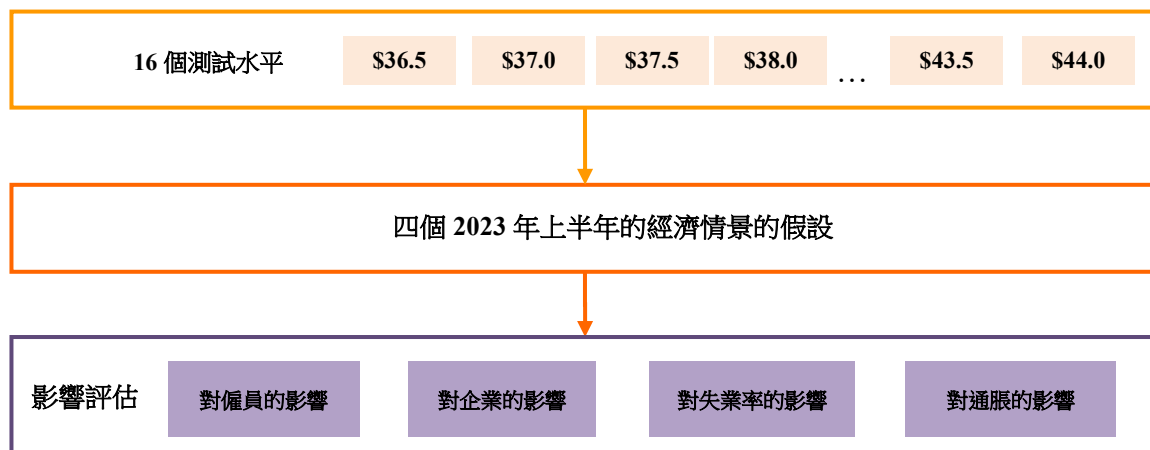 16 個測試水平 $36.5 $37.0 $37.5 $38.0 … $43.5 $44.0
四個 2023 年上半年的經濟情景的假設
影響評估 對僱員的影響 對企業的影響 對失業率的影響 對通脹的影響